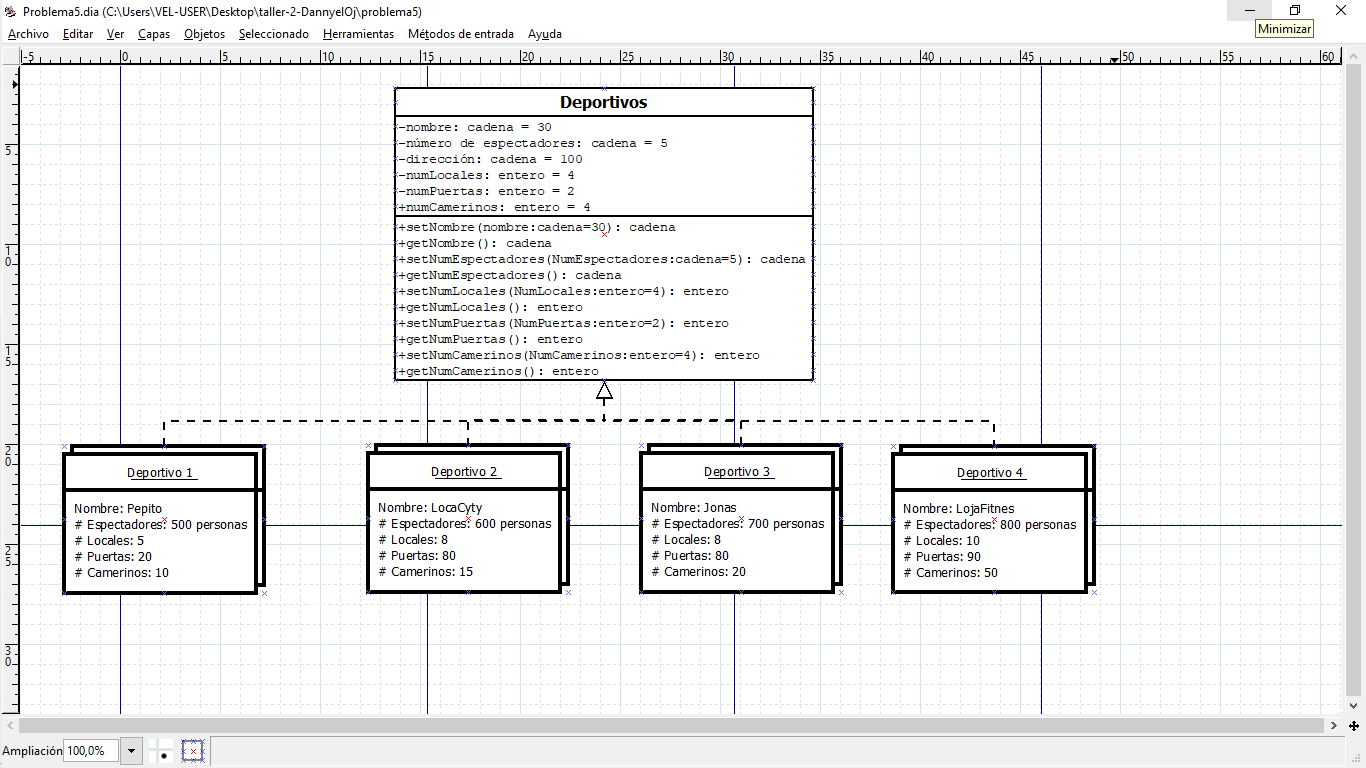 Problema5.dia (C:\Users\VEL-USER\Desktop\taller-2-DannyelOj\problema5)
Minimizar
Archivo Editar Ver Capas Objetos Seleccionado Herramientas Métodos de entrada Ayuda
-5 0 5 10 15 20 25 30 35 40 45 50 55 60
5
10
15
20
25
30
Deportivos
-nombre: cadena = 30
-número de espectadores: cadena = 5
-dirección: cadena = 100
-numLocales: entero = 4
-numPuertas: entero = 2
+numCamerinos: entero = 4
+setNombre(nombre:cadena=30): cadena
+getNombre(): cadena
+setNumEspectadores(NumEspectadores:cadena=5): cadena
+getNumEspectadores(): cadena
+setNumLocales(NumLocales:entero=4): entero
+getNumLocales(): entero
+setNumPuertas(NumPuertas:entero=2): entero
+getNumPuertas(): entero
+setNumCamerinos(NumCamerinos:entero=4): entero
+getNumCamerinos(): entero
Deportivo 1
Nombre: Pepito
# Espectadores: 500 personas
# Locales: 5
# Puertas: 20
# Camerinos: 10
Deportivo 2
Nombre: LocaCyty
# Espectadores: 600 personas
# Locales: 8
# Puertas: 80
# Camerinos: 15
Deportivo 3
Nombre: Jonas
# Espectadores: 700 personas
# Locales: 8
# Puertas: 80
# Camerinos: 20
Deportivo 4
Nombre: LojaFitnes
# Espectadores: 800 personas
# Locales: 10
# Puertas: 90
# Camerinos: 50
Ampliación 100,0%